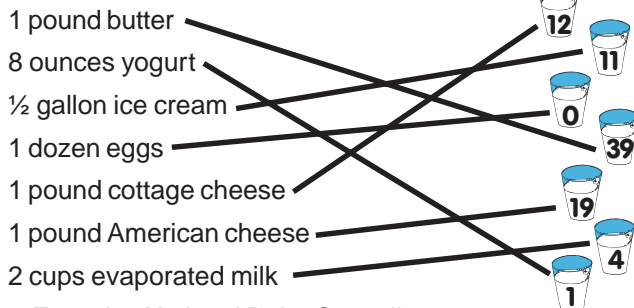 1 pound butter
12
8 ounces yogurt
11
½ gallon ice cream
0
1 dozen eggs
39
1 pound cottage cheese
19
1 pound American cheese
4
2 cups evaporated milk
1